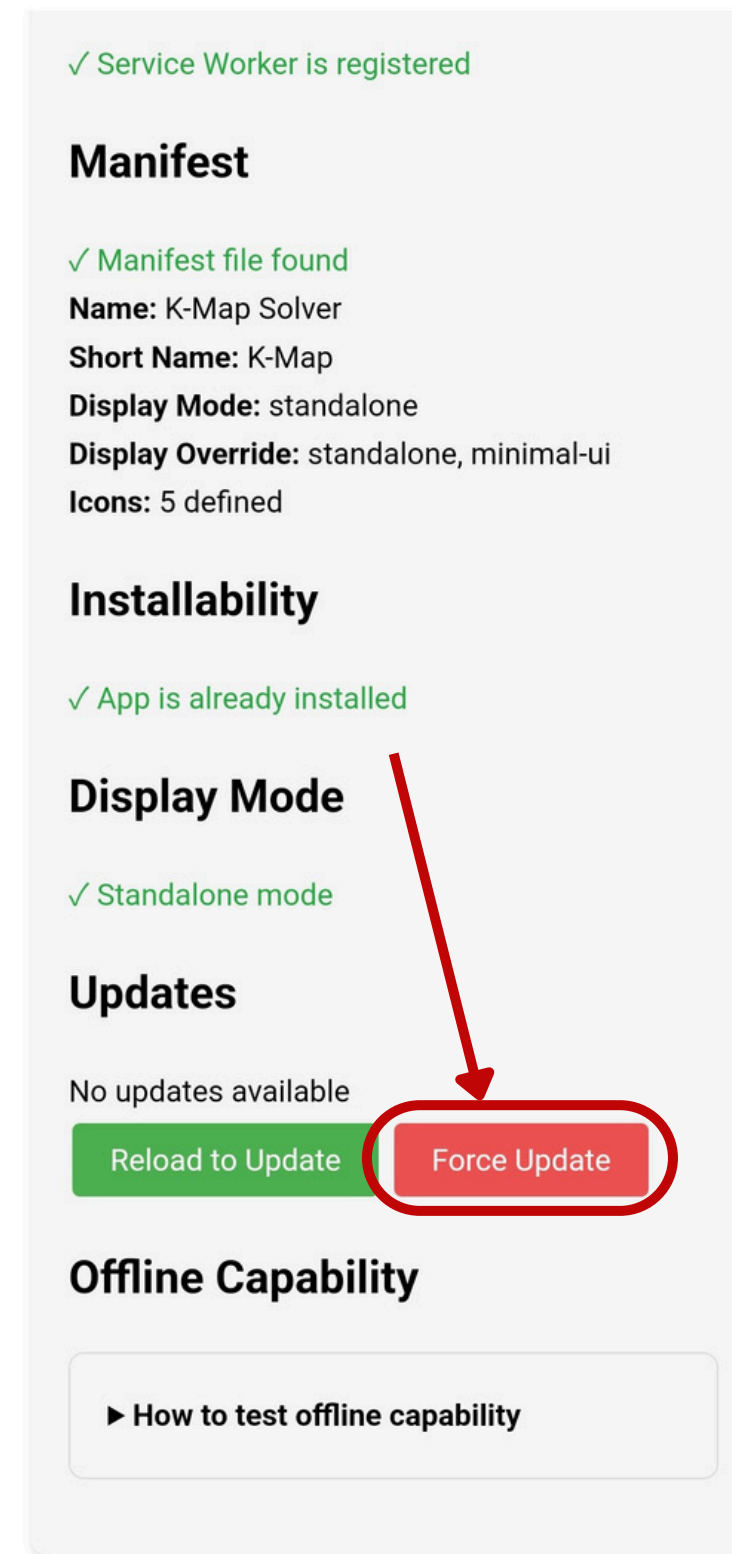 ✓ Service Worker is registered
Manifest
✓ Manifest file found
Name: K-Map Solver
Short Name: K-Map
Display Mode: standalone
Display Override: standalone, minimal-ui
Icons: 5 defined
Installability
✓ App is already installed
Display Mode
✓ Standalone mode
Updates
No updates available
Reload to Update Force Update
Offline Capability
▶ How to test offline capability